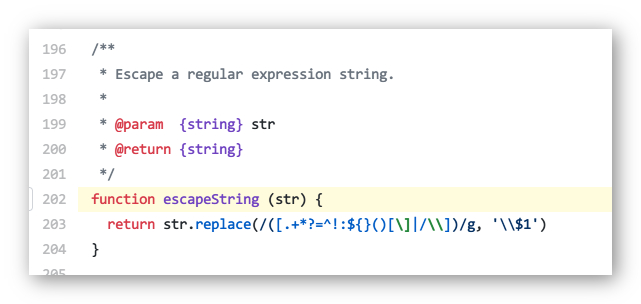 196 /**
197  * Escape a regular expression string.
198  *
199  * @param  {string} str
200  * @return {string}
201  */
202 function escapeString (str) {
203   return str.replace(/([.+*?=^!:${}()[\]|/\\])/g, '\\$1')
204 }
205